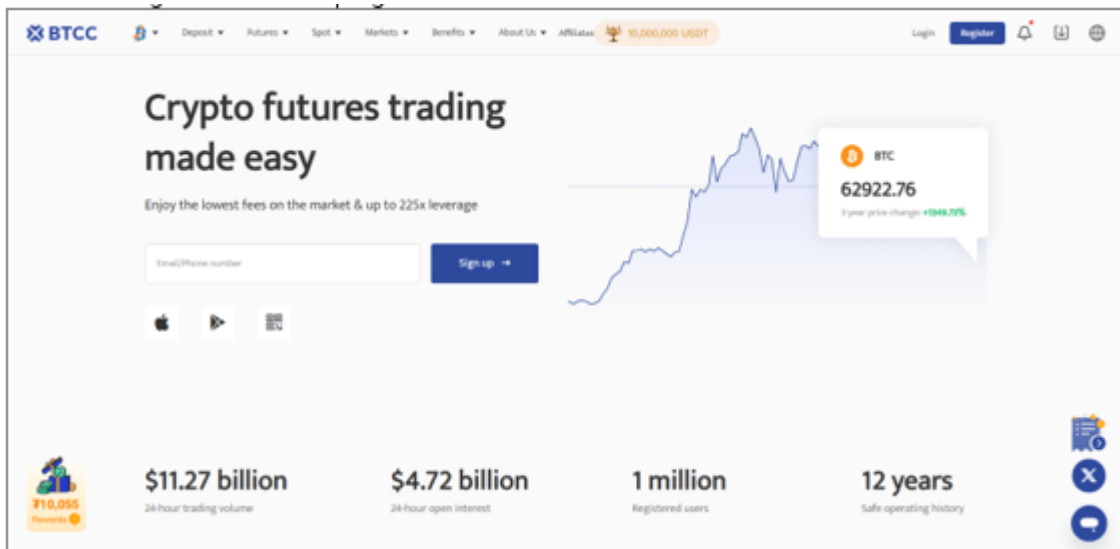 BTCC
Deposit Futures Spot Markets Benefits About Us Affiliates 10,000,000 USDT Login Register
Crypto futures trading
made easy
Enjoy the lowest fees on the market & up to 225x leverage
Email/Phone number
Sign up →
BTC
62922.76
3-year price change:
₮10,055
Rewards
$11.27 billion
24-hour trading volume
$4.72 billion
24-hour open interest
1 million
Registered users
12 years
Safe operating history